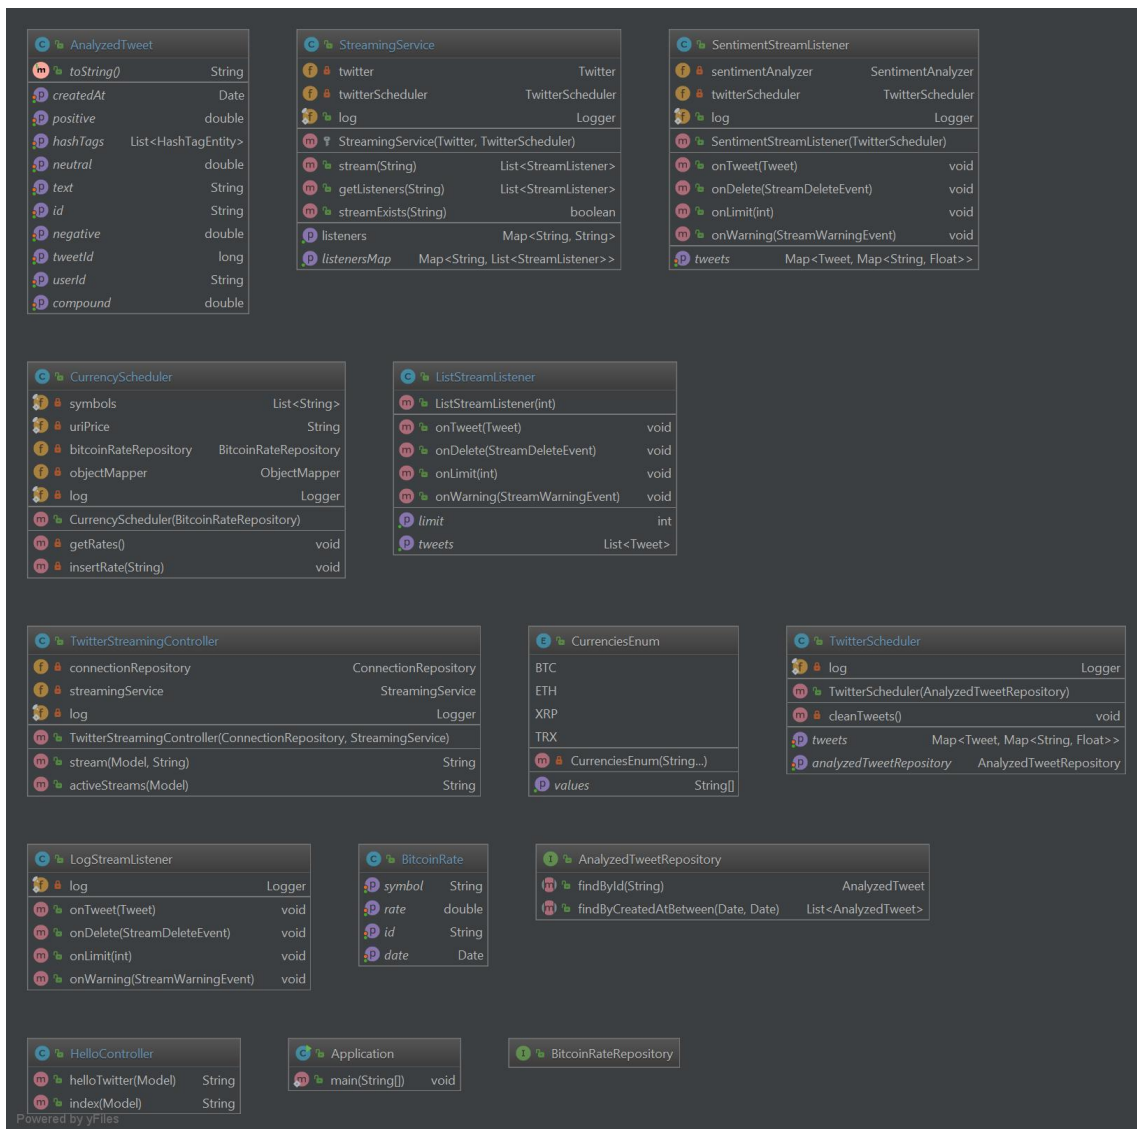 AnalyzedTweet
toString() String
createdAt Date
positive double
hashTags List<HashTagEntity>
neutral double
text String
id String
negative double
tweetId long
userId String
compound double
StreamingService
twitter Twitter
twitterScheduler TwitterScheduler
log Logger
StreamingService(Twitter, TwitterScheduler)
stream(String) List<StreamListener>
getListeners(String) List<StreamListener>
streamExists(String) boolean
listeners Map<String, String>
listenersMap Map<String, List<StreamListener>>
SentimentStreamListener
sentimentAnalyzer SentimentAnalyzer
twitterScheduler TwitterScheduler
log Logger
SentimentStreamListener(TwitterScheduler)
onTweet(Tweet) void
onDelete(StreamDeleteEvent) void
onLimit(int) void
onWarning(StreamWarningEvent) void
tweets Map<Tweet, Map<String, Float>>
CurrencyScheduler
symbols List<String>
uriPrice String
bitcoinRateRepository BitcoinRateRepository
objectMapper ObjectMapper
log Logger
CurrencyScheduler(BitcoinRateRepository)
getRates() void
insertRate(String) void
ListStreamListener
ListStreamListener(int)
onTweet(Tweet) void
onDelete(StreamDeleteEvent) void
onLimit(int) void
onWarning(StreamWarningEvent) void
limit int
tweets List<Tweet>
TwitterStreamingController
connectionRepository ConnectionRepository
streamingService StreamingService
log Logger
TwitterStreamingController(ConnectionRepository, StreamingService)
stream(Model, String) String
activeStreams(Model) String
CurrenciesEnum
BTC
ETH
XRP
TRX
CurrenciesEnum(String...)
values String[]
TwitterScheduler
log Logger
TwitterScheduler(AnalyzedTweetRepository)
cleanTweets() void
tweets Map<Tweet, Map<String, Float>>
analyzedTweetRepository AnalyzedTweetRepository
LogStreamListener
log Logger
onTweet(Tweet) void
onDelete(StreamDeleteEvent) void
onLimit(int) void
onWarning(StreamWarningEvent) void
BitcoinRate
symbol String
rate double
id String
date Date
AnalyzedTweetRepository
findById(String) AnalyzedTweet
findByCreatedAtBetween(Date, Date) List<AnalyzedTweet>
HelloController
helloTwitter(Model) String
index(Model) String
Application
main(String[]) void
BitcoinRateRepository
Powered by yFiles